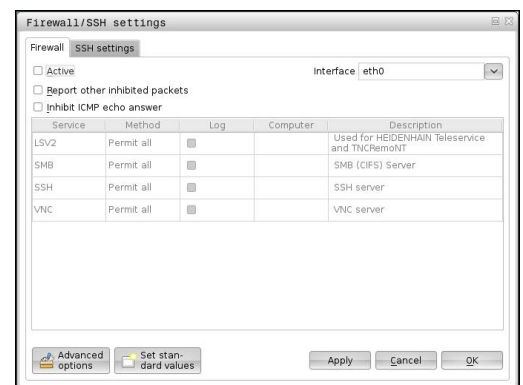 Firewall/SSH settings
Firewall SSH settings
Active Interface eth0
Report other inhibited packets
Inhibit ICMP echo answer
Service Method Log Computer Description
LSV2 Permit all Used for HEIDENHAIN Teleservice
and TNCRemoNT
SMB Permit all SMB (CIFS) Server
SSH Permit all SSH server
VNC Permit all VNC server
Advanced
options
Set stan-
dard values
Apply Cancel OK